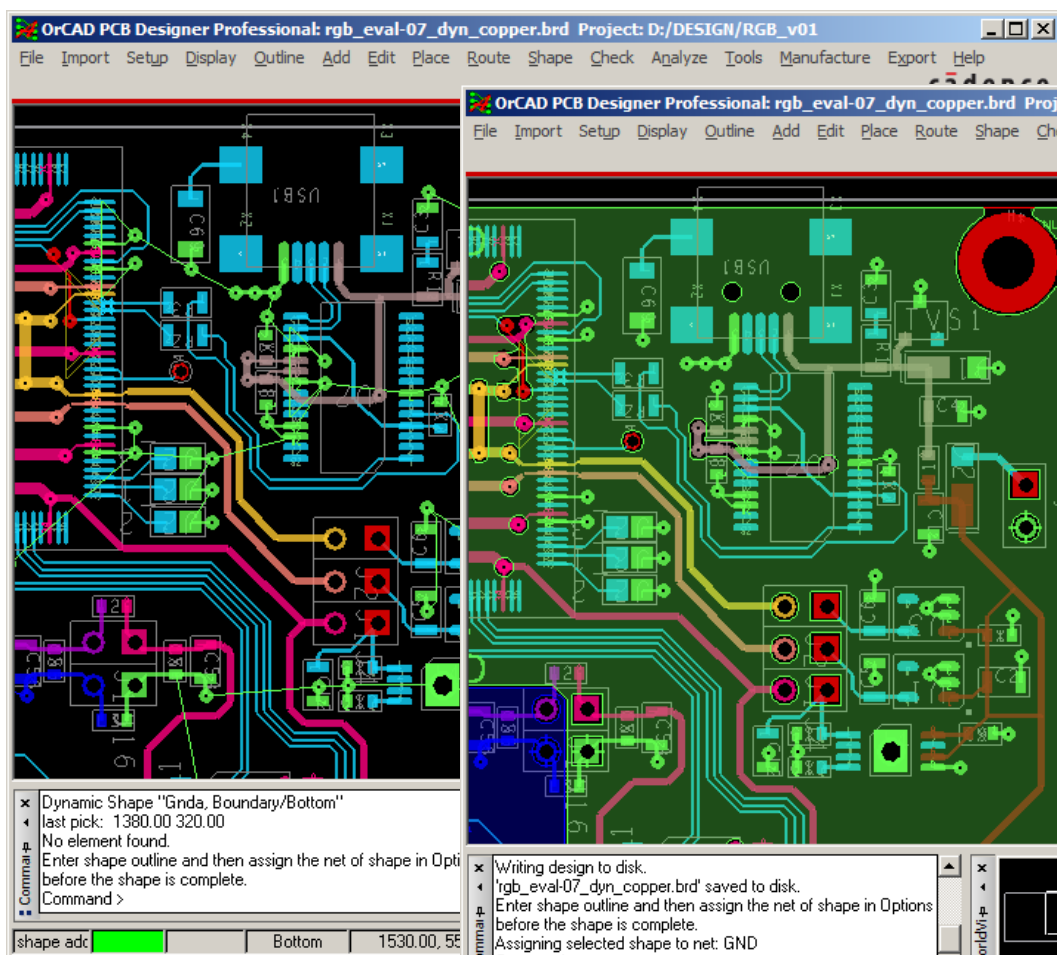 OrCAD PCB Designer Professional: rgb_eval-07_dyn_copper.brd Project: D:/DESIGN/RGB_v01
File Import Setup Display Outline Add Edit Place Route Shape Check Analyze Tools Manufacture Export Help
cādence
OrCAD PCB Designer Professional: rgb_eval-07_dyn_copper.brd Proj
File Import Setup Display Outline Add Edit Place Route Shape Ch
USB1
USB1
TVS1
Dynamic Shape "Gnda, Boundary/Bottom"
last pick: 1380.00 320.00
No element found.
Enter shape outline and then assign the net of shape in Opti
before the shape is complete.
Command >
shape add
Bottom
1530.00, 55
Writing design to disk.
'rgb_eval-07_dyn_copper.brd' saved to disk.
Enter shape outline and then assign the net of shape in Options
before the shape is complete.
Assigning selected shape to net: GND